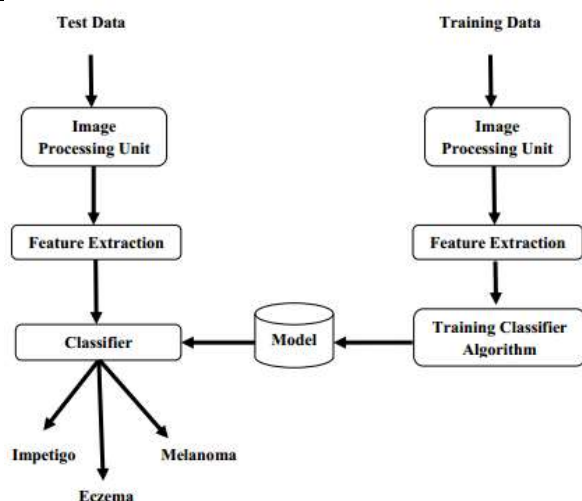 Test Data
Training Data
Image
Processing Unit
Image
Processing Unit
Feature Extraction
Feature Extraction
Classifier
Model
Training Classifier
Algorithm
Impetigo
Melanoma
Eczema